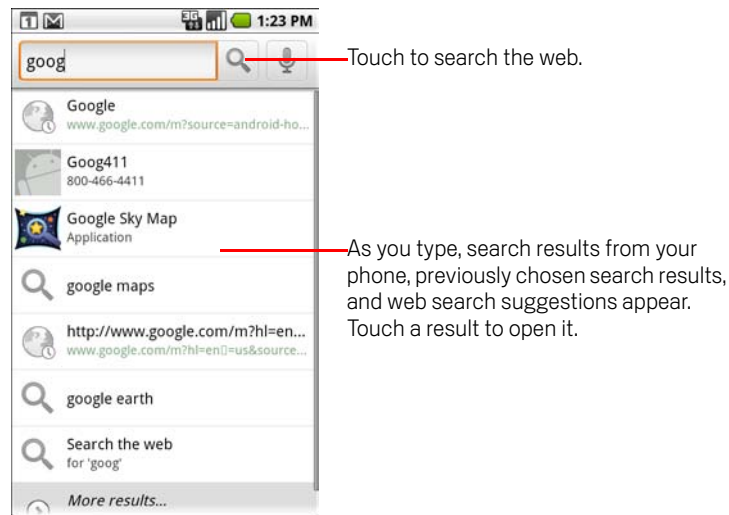 1:23 PM
goog
Touch to search the web.
Google
www.google.com/m?source=android-ho...
Goog411
800-466-4411
Google Sky Map
Application
As you type, search results from your
phone, previously chosen search results,
and web search suggestions appear.
Touch a result to open it.
google maps
http://www.google.com/m?hl=en...
www.google.com/m?hl=en▯=us&source...
google earth
Search the web
for 'goog'
More results...